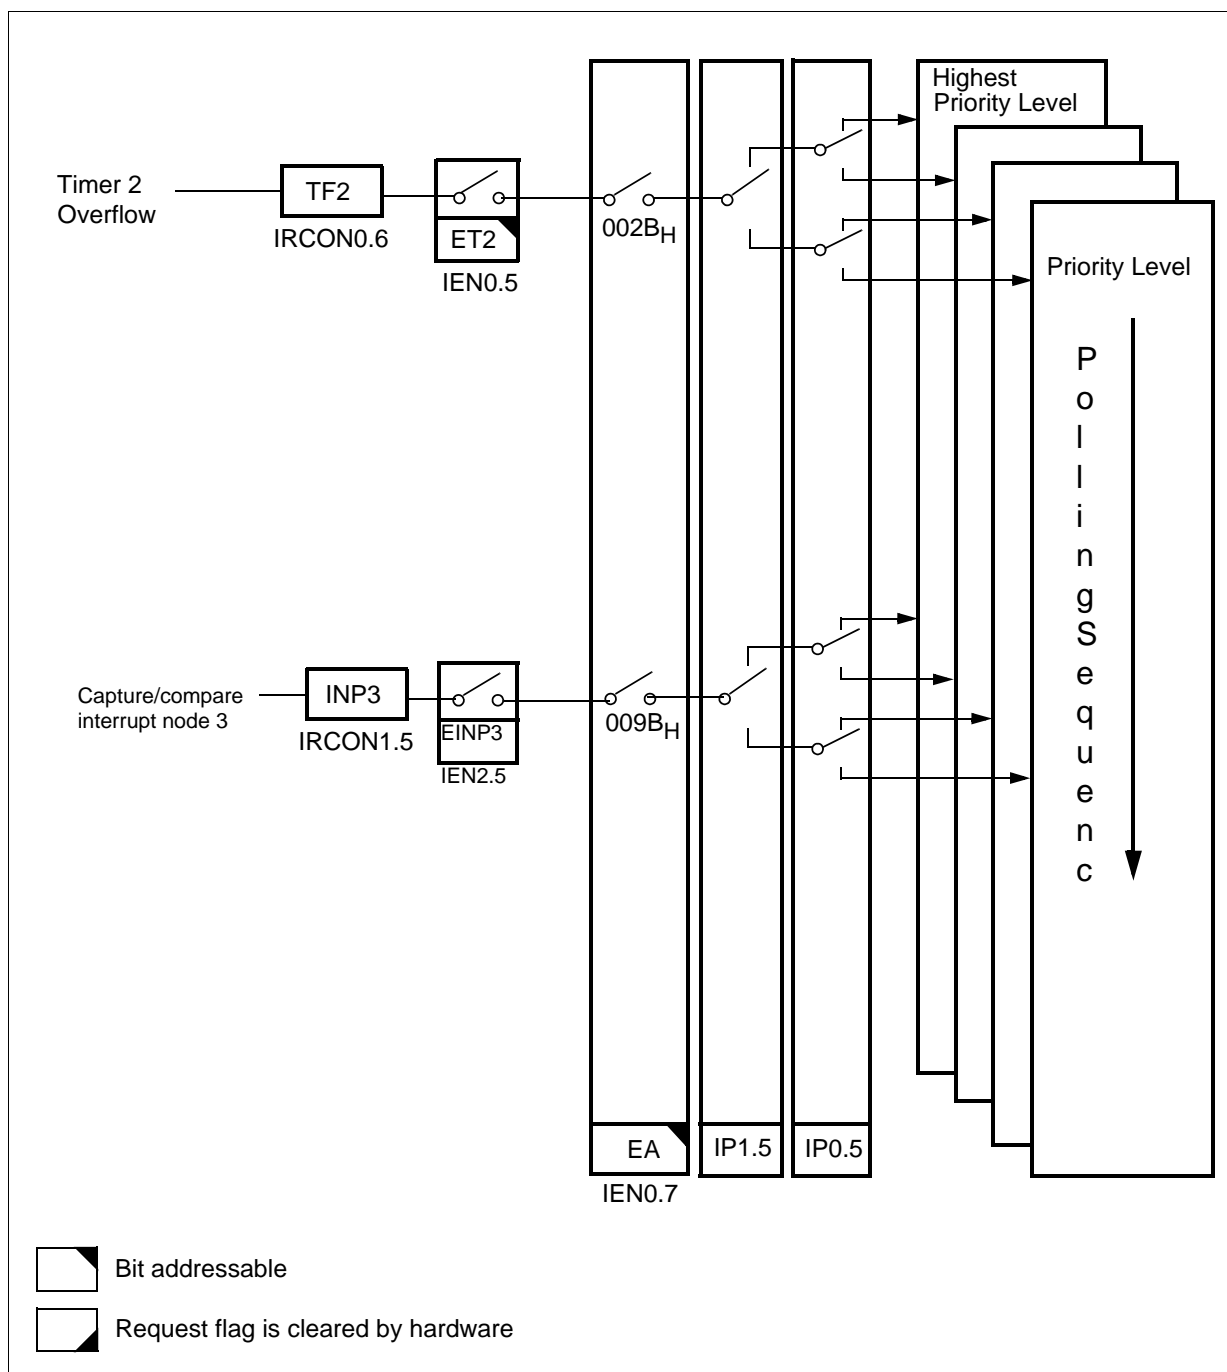 Highest
Priority Level
Timer 2
Overflow
TF2
IRCON0.6
ET2
IEN0.5
002BH
Priority Level
Polling Sequenc
Capture/compare
interrupt node 3
INP3
IRCON1.5
EINP3
IEN2.5
009BH
EA
IP1.5
IP0.5
IEN0.7
Bit addressable
Request flag is cleared by hardware